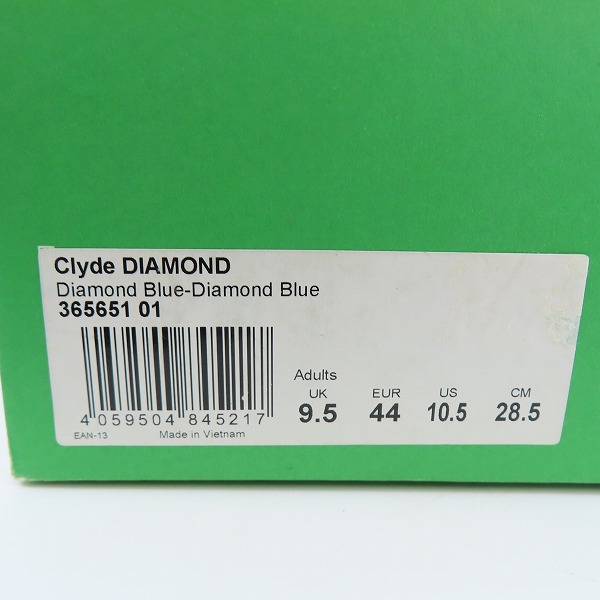 Clyde DIAMOND
Diamond Blue-Diamond Blue
365651 01
Adults
UK EUR US CM
9.5 44 10.5 28.5
4 059504 845217
EAN-13 Made in Vietnam